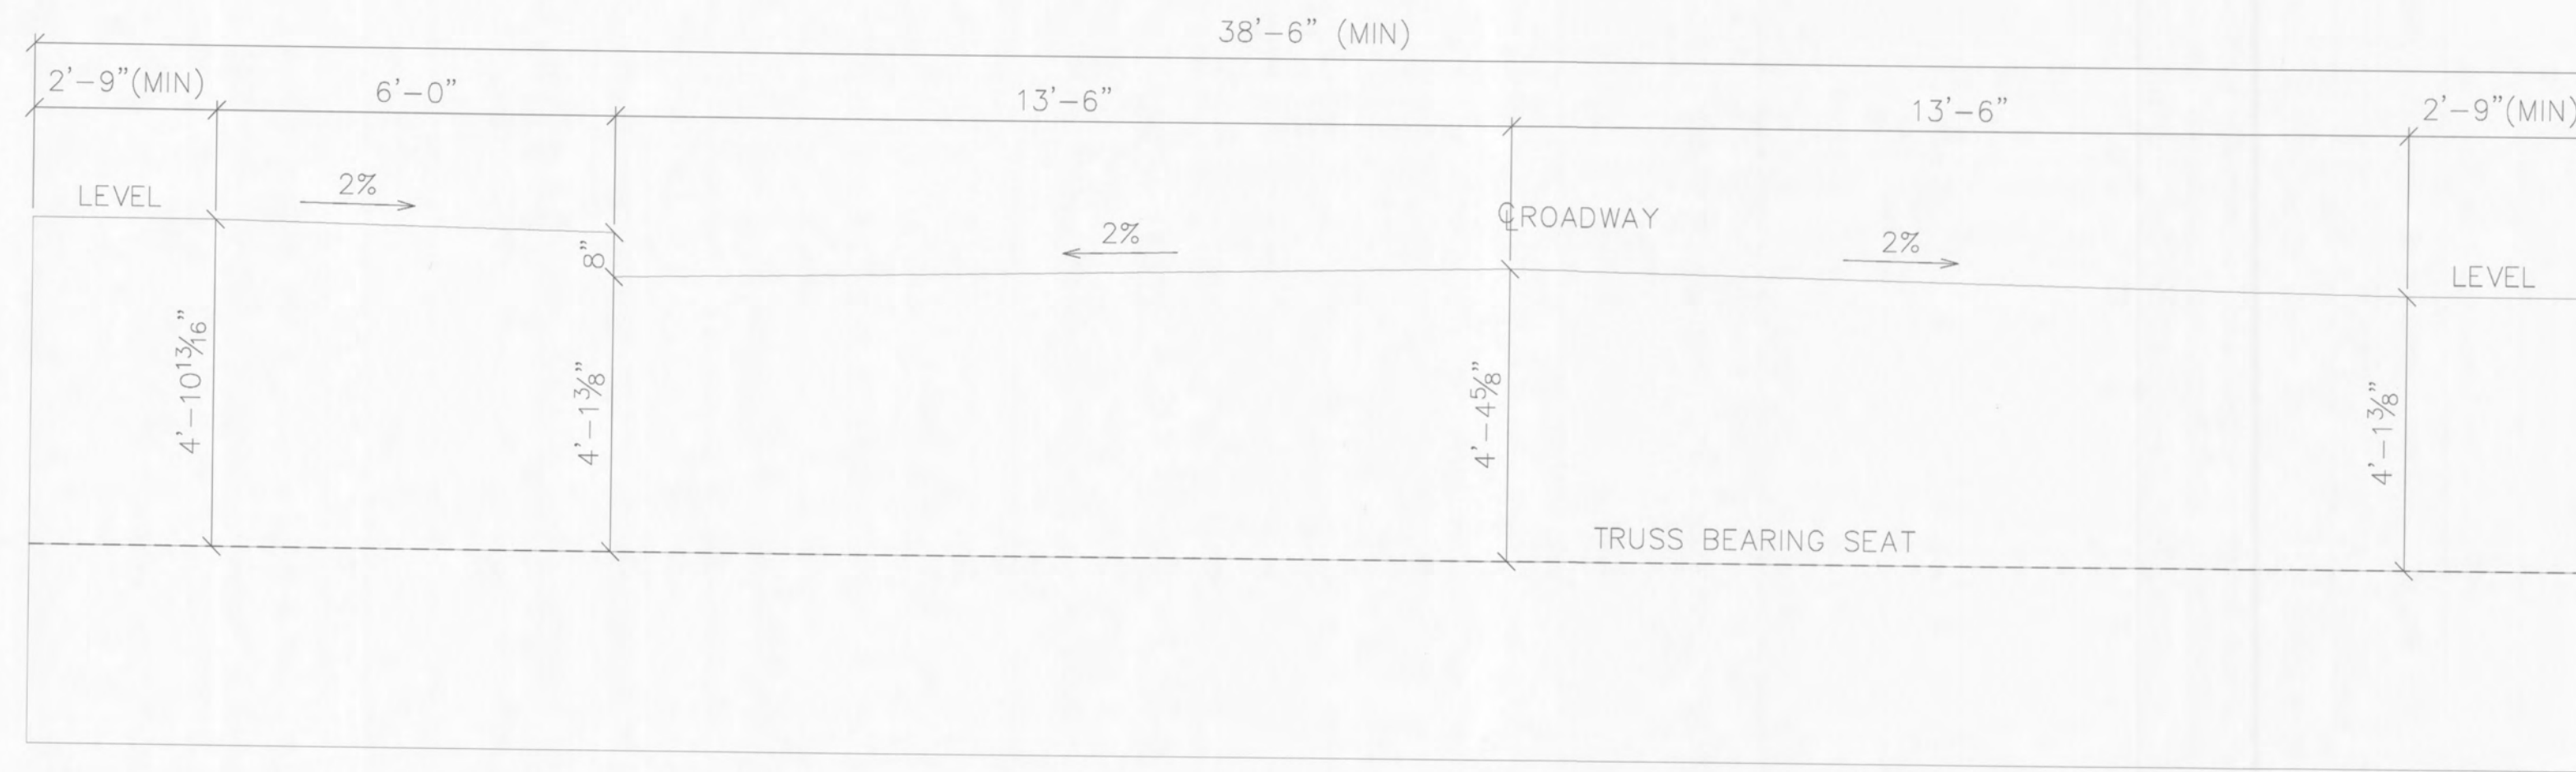 38'-6" (MIN)
2'-9"(MIN)
6'-0"
13'-6"
13'-6"
2'-9"(MIN)
LEVEL
2%
2%
℄ROADWAY
2%
LEVEL
8"
4'-10 13/16"
4'-1 3/8"
4'-4 5/8"
4'-1 3/8"
TRUSS BEARING SEAT